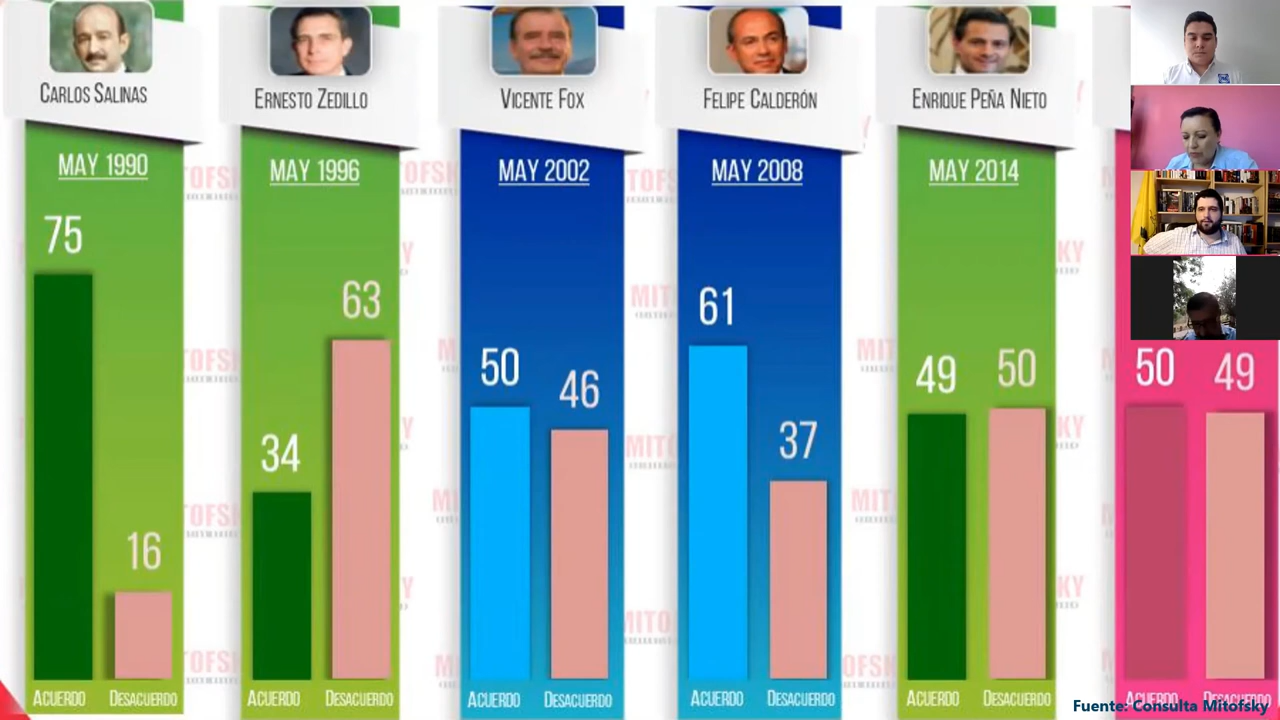 CARLOS SALINAS
MAY 1990
75
16
ACUERDO DESACUERDO
ERNESTO ZEDILLO
MAY 1996
34
63
ACUERDO DESACUERDO
VICENTE FOX
MAY 2002
50
46
ACUERDO DESACUERDO
FELIPE CALDERÓN
MAY 2008
61
37
ACUERDO DESACUERDO
ENRIQUE PEÑA NIETO
MAY 2014
49
50
ACUERDO DESACUERDO
50
49
ACUERDO DESACUERDO
Fuente: Consulta Mitofsky